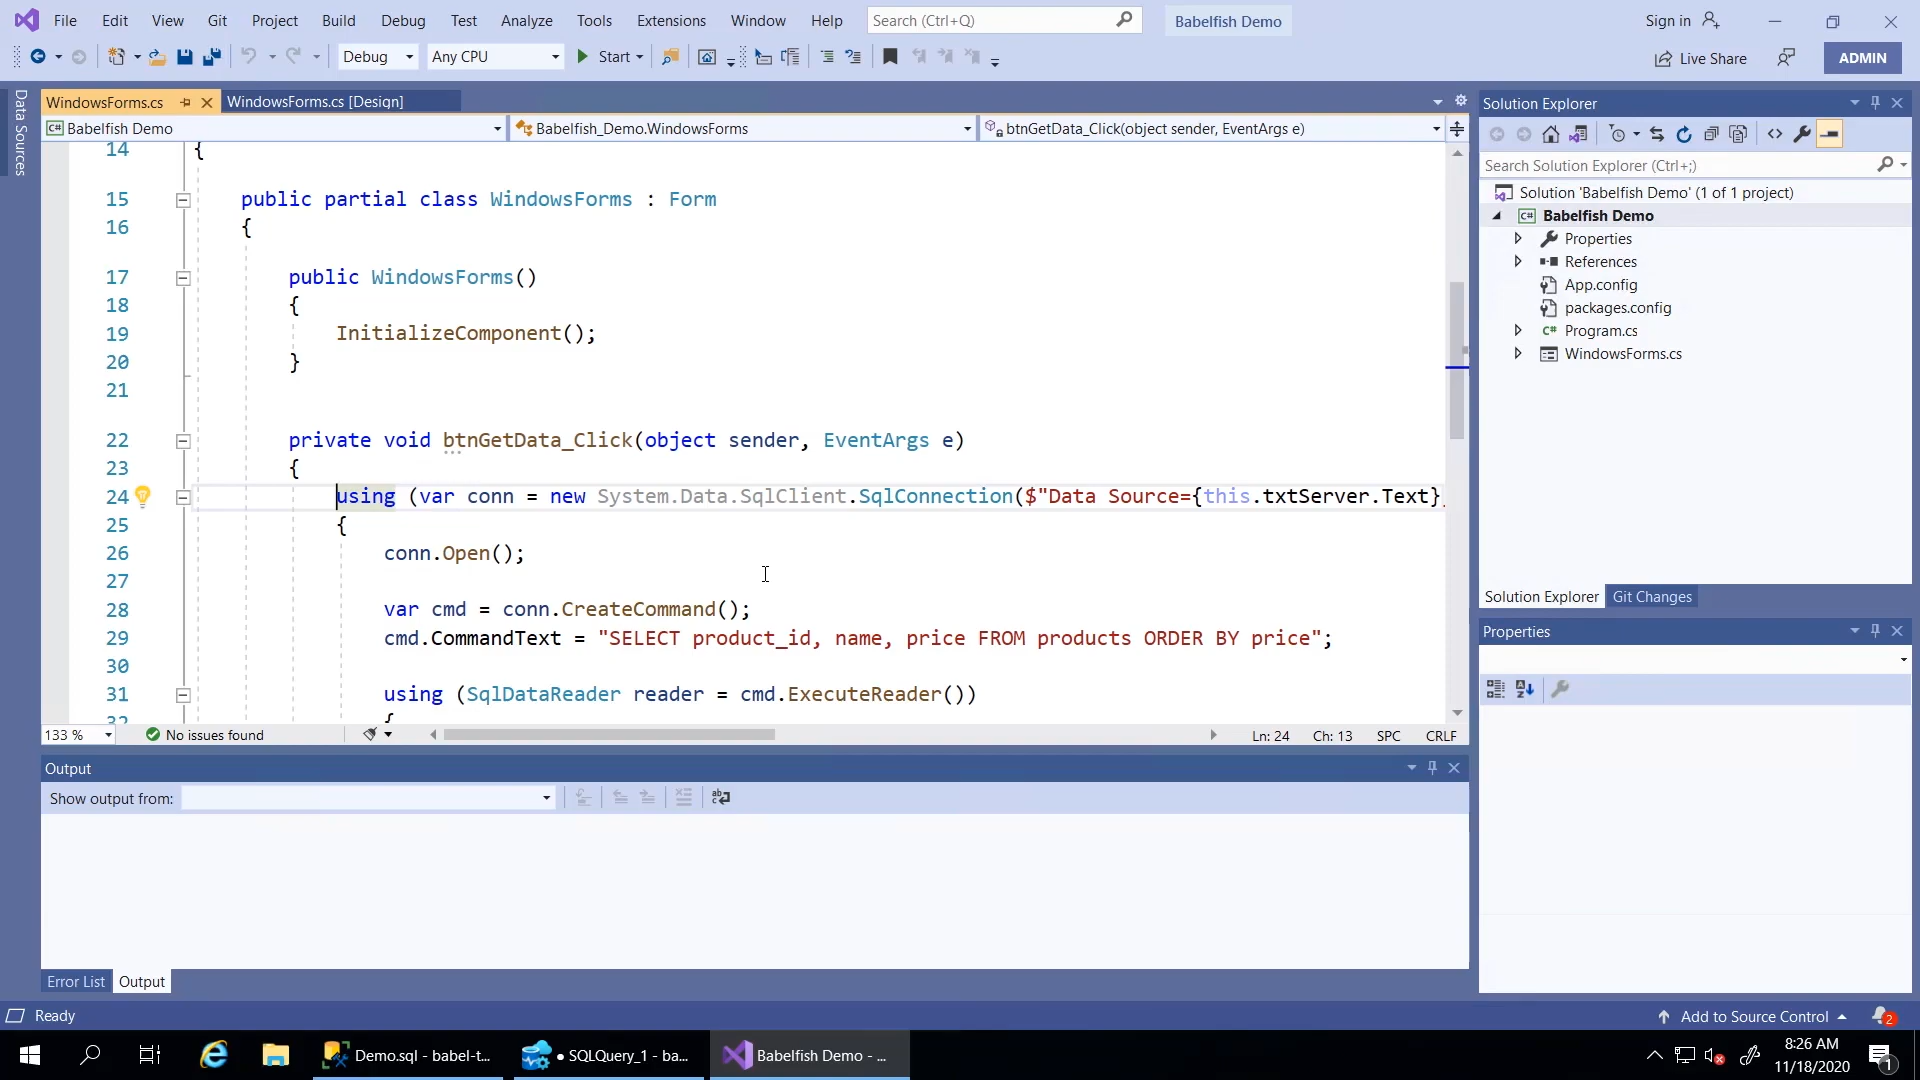 File Edit View Git Project Build Debug Test Analyze Tools Extensions Window Help Search (Ctrl+Q) Babelfish Demo Sign in
Debug Any CPU Start Live Share ADMIN
Data Sources
WindowsForms.cs WindowsForms.cs [Design]
C# Babelfish Demo Babelfish_Demo.WindowsForms btnGetData_Click(object sender, EventArgs e)
14 {
15 public partial class WindowsForms : Form
16 {
17 public WindowsForms()
18 {
19 InitializeComponent();
20 }
21
22 private void btnGetData_Click(object sender, EventArgs e)
23 {
24 using (var conn = new System.Data.SqlClient.SqlConnection($"Data Source={this.txtServer.Text}
25 {
26 conn.Open();
27
28 var cmd = conn.CreateCommand();
29 cmd.CommandText = "SELECT product_id, name, price FROM products ORDER BY price";
30
31 using (SqlDataReader reader = cmd.ExecuteReader())
32 {
133 % No issues found Ln: 24 Ch: 13 SPC CRLF
Output
Show output from:
Error List Output
Solution Explorer
Search Solution Explorer (Ctrl+;)
Solution 'Babelfish Demo' (1 of 1 project)
C# Babelfish Demo
Properties
References
App.config
packages.config
C# Program.cs
WindowsForms.cs
Solution Explorer Git Changes
Properties
Ready Add to Source Control 2
Demo.sql - babel-t... ● SQLQuery_1 - ba... Babelfish Demo - ... 8:26 AM
11/18/2020 1